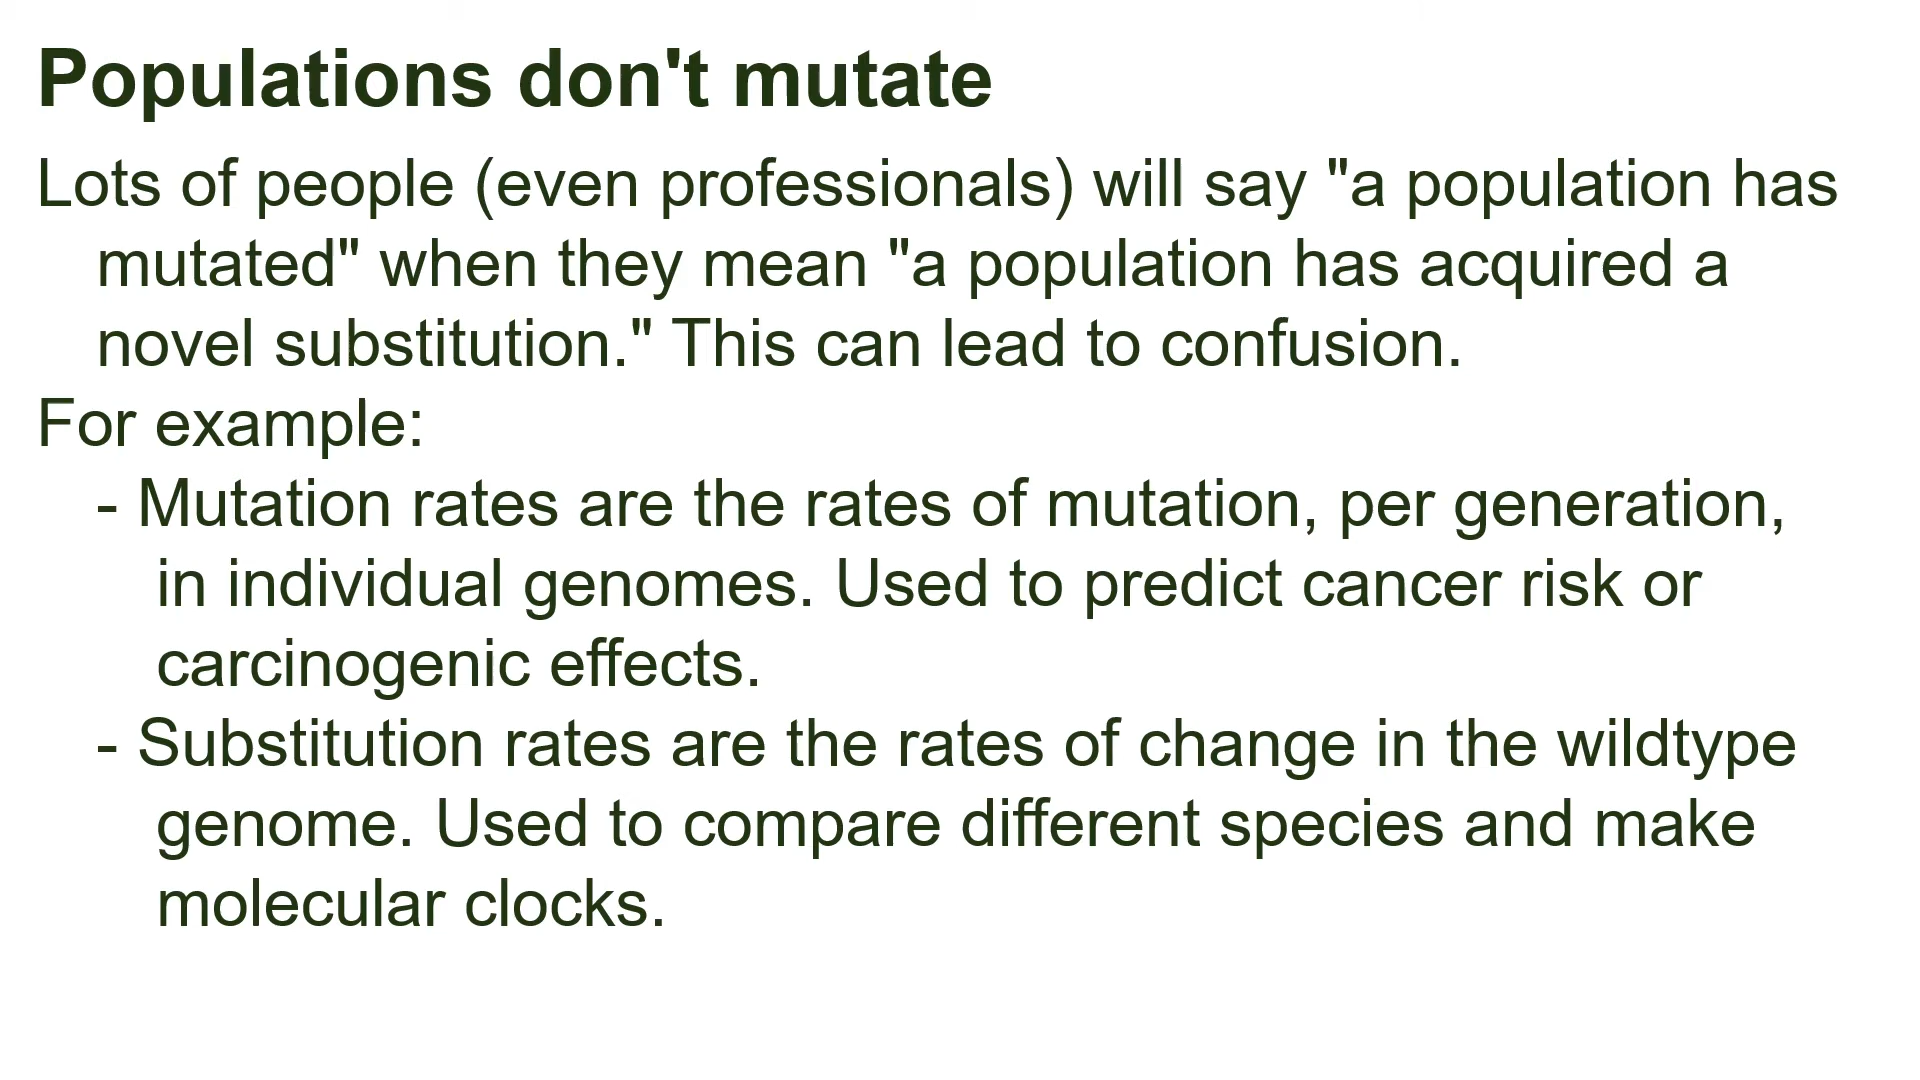 Populations don't mutate
Lots of people (even professionals) will say "a population has
mutated" when they mean "a population has acquired a
novel substitution." This can lead to confusion.
For example:
- Mutation rates are the rates of mutation, per generation,
in individual genomes. Used to predict cancer risk or
carcinogenic effects.
- Substitution rates are the rates of change in the wildtype
genome. Used to compare different species and make
molecular clocks.